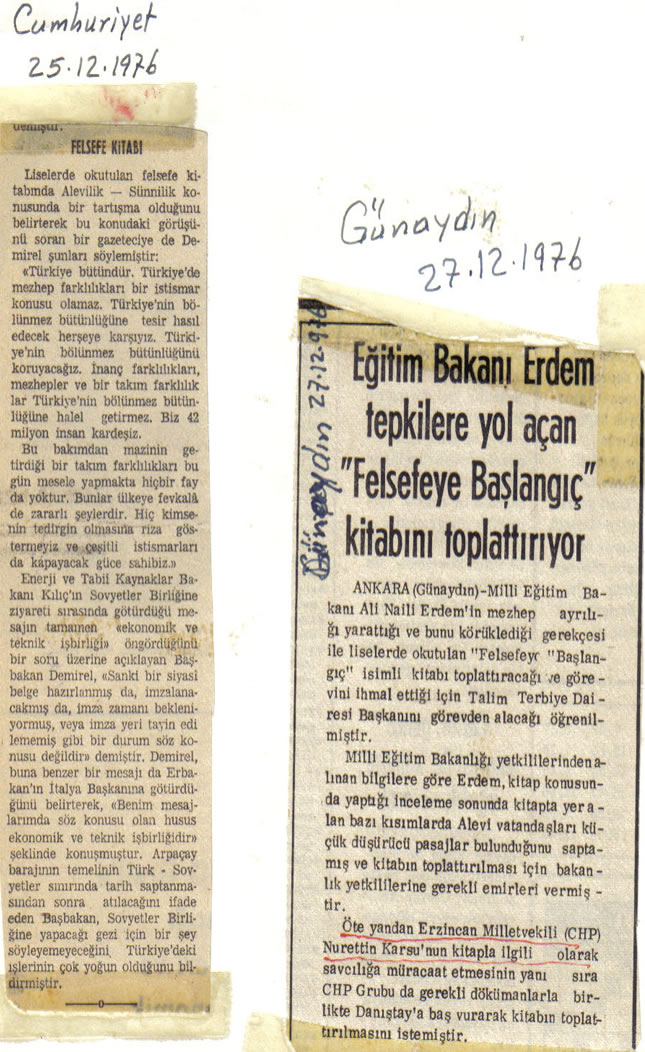 Cumhuriyet
25.12.1976
demiştir.
FELSEFE KİTABI
Liselerde okutulan felsefe ki-
tabında Alevilik — Sünnilik ko-
nusunda bir tartışma olduğunu
belirterek bu konudaki görüşü-
nü soran bir gazeteciye de De-
mirel şunları söylemiştir:
«Türkiye bütündür. Türkiye'de
mezhep farklılıkları bir istismar
konusu olamaz. Türkiye'nin bö-
lünmez bütünlüğüne tesir hasıl
edecek herşeye karşıyız. Türki-
ye'nin bölünmez bütünlüğünü
koruyacağız. İnanç farklılıkları,
mezhepler ve bir takım farklılık
lar Türkiye'nin bölünmez bütün-
lüğüne halel getirmez. Biz 42
milyon insan kardeşiz.
Bu bakımdan mazinin ge-
tirdiği bir takım farklılıkları bu
gün mesele yapmakta hiçbir fay
da yoktur. Bunlar ülkeye fevkalâ
de zararlı şeylerdir. Hiç kimse-
nin tedirgin olmasına rıza gös-
termeyiz ve çeşitli istismarları
da kapayacak güce sahibiz.»
Enerji ve Tabii Kaynaklar Ba-
kanı Kılıç'ın Sovyetler Birliğine
ziyareti sırasında götürdüğü me-
sajın tamamen «ekonomik ve
teknik işbirliği» öngördüğünü
bir soru üzerine açıklayan Baş-
bakan Demirel, «Sanki bir siyasi
belge hazırlanmış da, imzalana-
cakmış da, imza zamanı bekleni-
yormuş, veya imza yeri tayin edi
lememiş gibi bir durum söz ko-
nusu değildir» demiştir. Demirel,
buna benzer bir mesajı da Erba-
kan'ın İtalya Başkanına götürdü-
ğünü belirterek, «Benim mesaj-
larımda söz konusu olan husus
ekonomik ve teknik işbirliğidir»
şeklinde konuşmuştur. Arpaçay
barajının temelinin Türk - Sov-
yetler sınırında tarih saptanma-
sından sonra atılacağını ifade
eden Başbakan, Sovyetler Birli-
ğine yapacağı gezi için bir şey
söyleyemeyeceğini, Türkiye'deki
işlerinin çok yoğun olduğunu bil-
dirmiştir.
Günaydın
27.12.1976
Günaydın 27.12.976
Eğitim Bakanı Erdem
tepkilere yol açan
"Felsefeye Başlangıç"
kitabını toplattırıyor
ANKARA (Günaydın)-Milli Eğitim Ba-
kanı Ali Naili Erdem'in mezhep ayrılı-
ğı yarattığı ve bunu körüklediği gerekçesi
ile liselerde okutulan "Felsefeyr "Başlan-
gıç" isimli kitabı toplattıracağı ve göre-
vini ihmal ettiği için Talim Terbiye Dai-
resi Başkanını görevden alacağı öğrenil-
miştir.
Milli Eğitim Bakanlığı yetkililerinden a-
lınan bilgilere göre Erdem, kitap konusun-
da yaptığı inceleme sonunda kitapta yer a-
lan bazı kısımlarda Alevi vatandaşları kü-
çük düşürücü pasajlar bulunduğunu sapta-
mış ve kitabın toplattırılması için bakan-
lık yetkililerine gerekli emirleri vermiş -
tir.
Öte yandan Erzincan Milletvekili (CHP)
Nurettin Karsu'nun kitapla ilgili olarak
savcılığa müracaat etmesinin yanı sıra
CHP Grubu da gerekli dökümanlarla bir-
likte Danıştay'a baş vurarak kitabın toplat-
tırılmasını istemiştir.